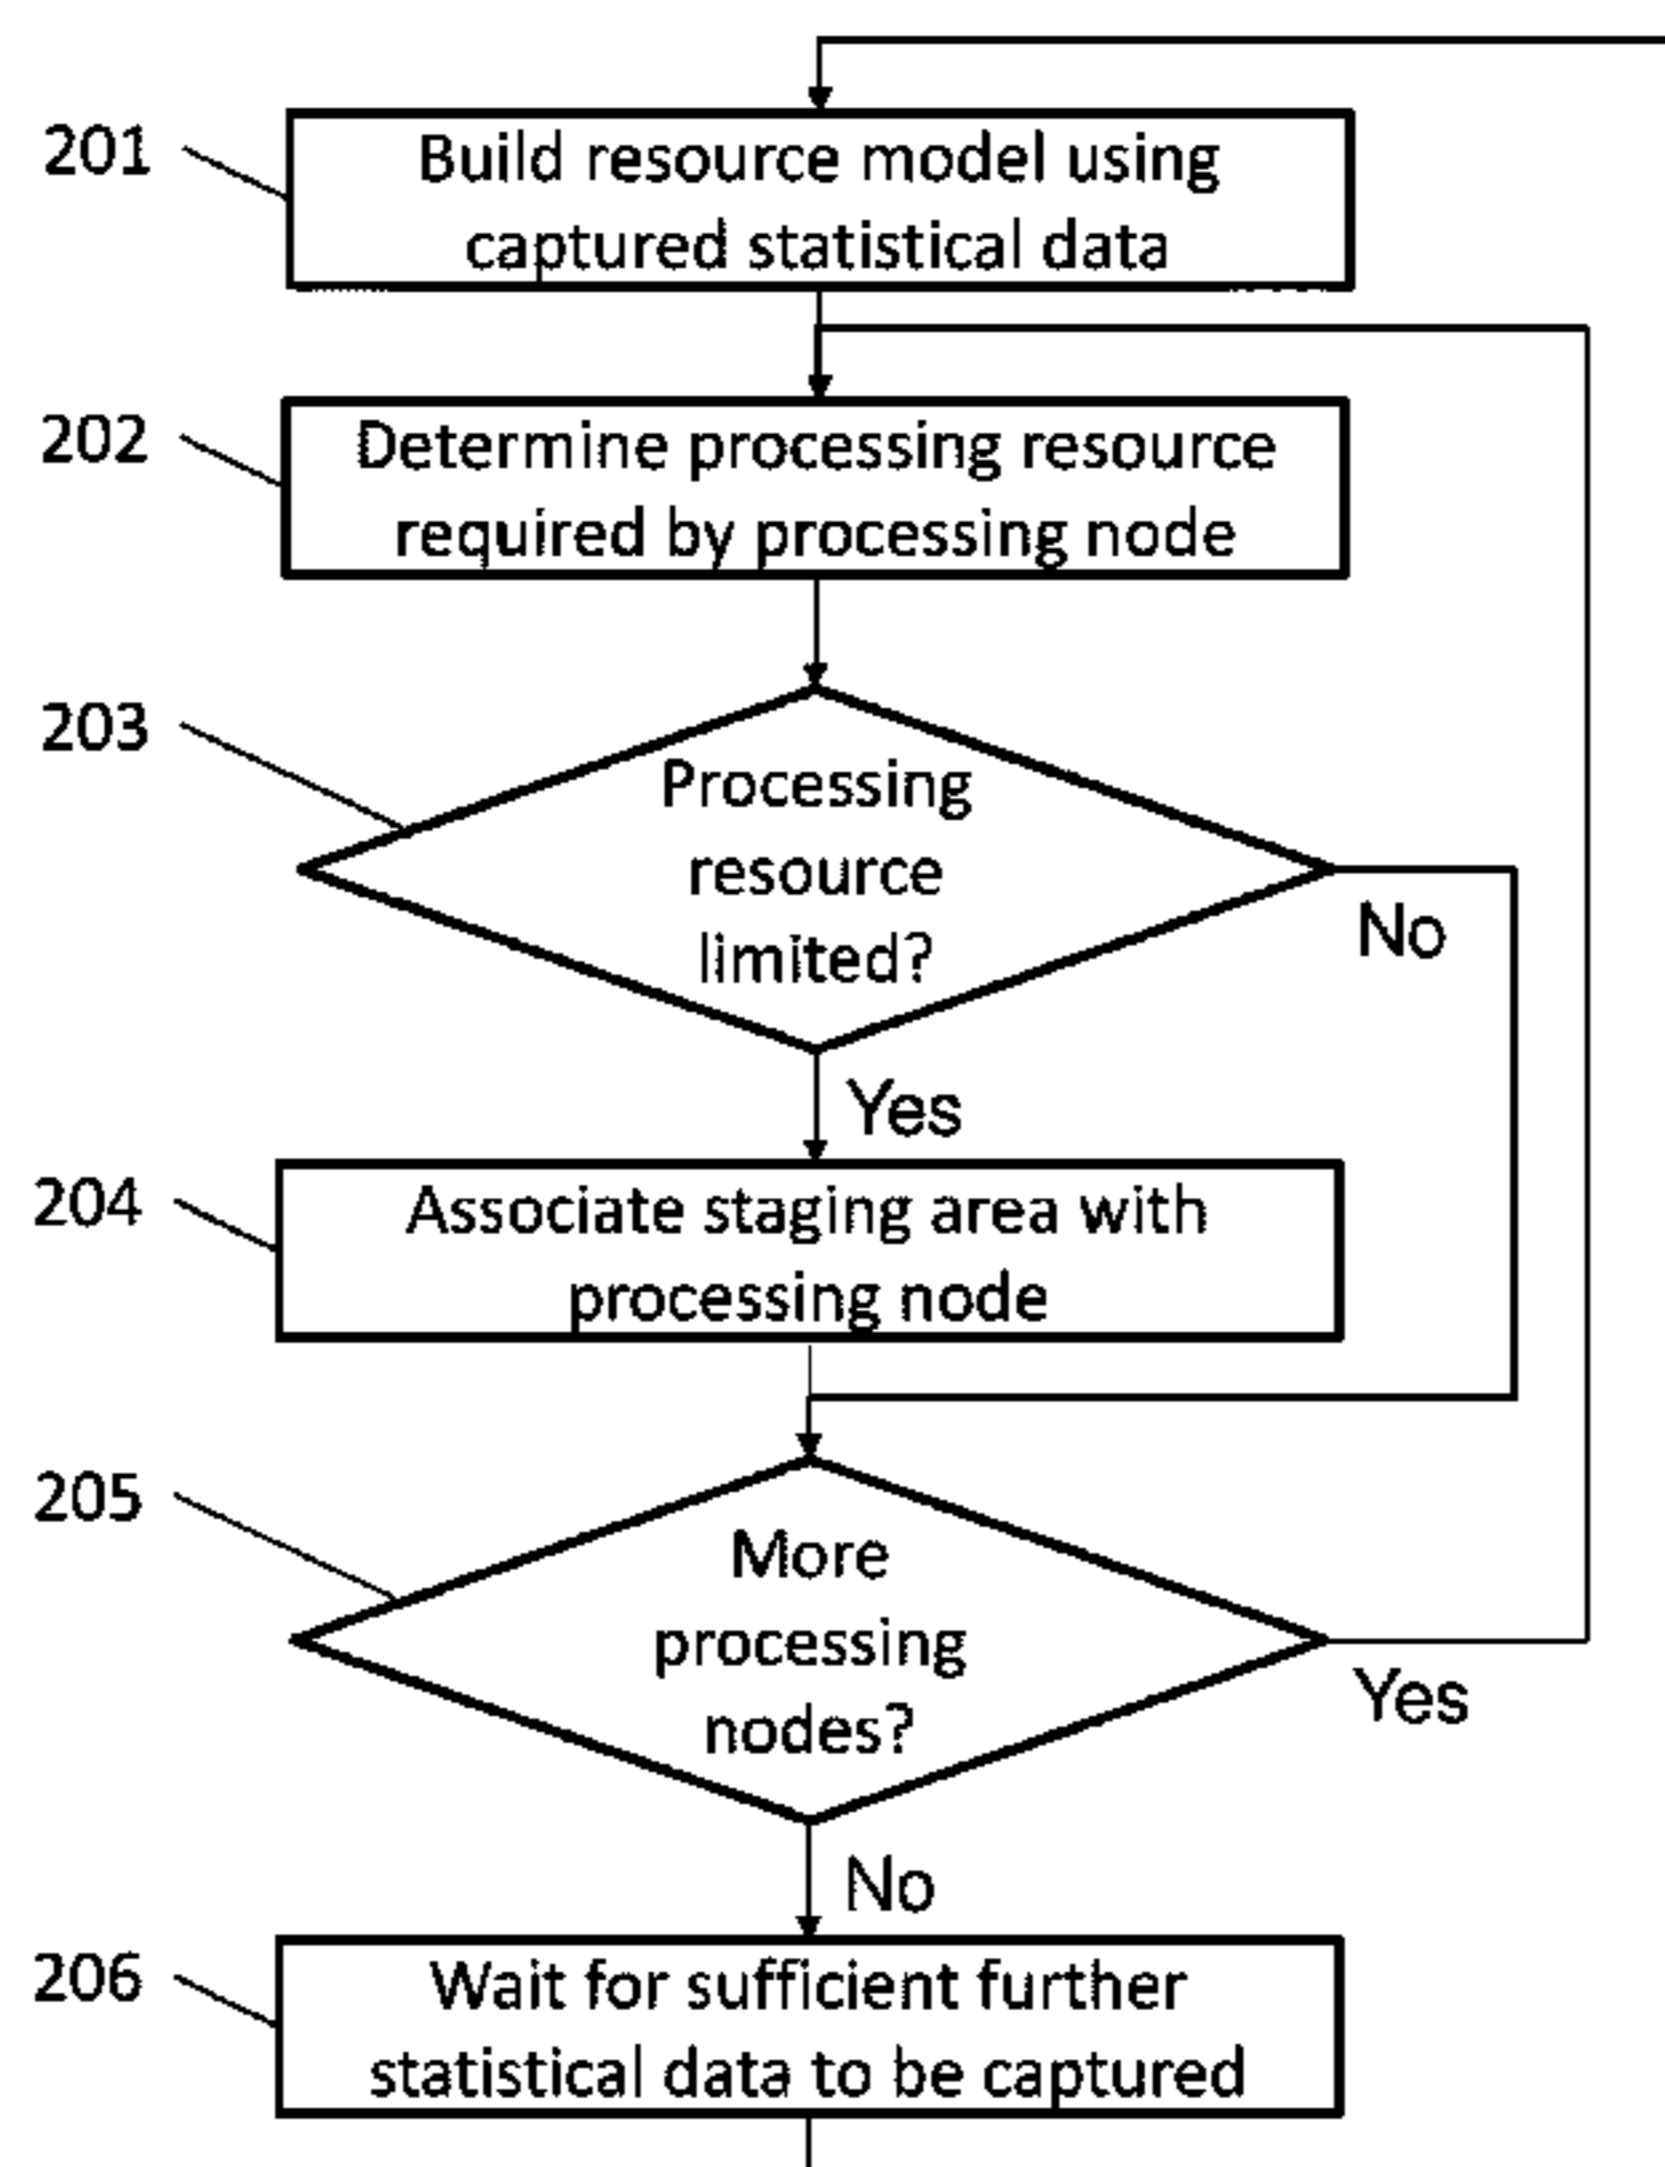 201
Build resource model using
captured statistical data
202
Determine processing resource
required by processing node
203
Processing
resource
limited?
No
Yes
204
Associate staging area with
processing node
205
More
processing
nodes?
Yes
No
206
Wait for sufficient further
statistical data to be captured